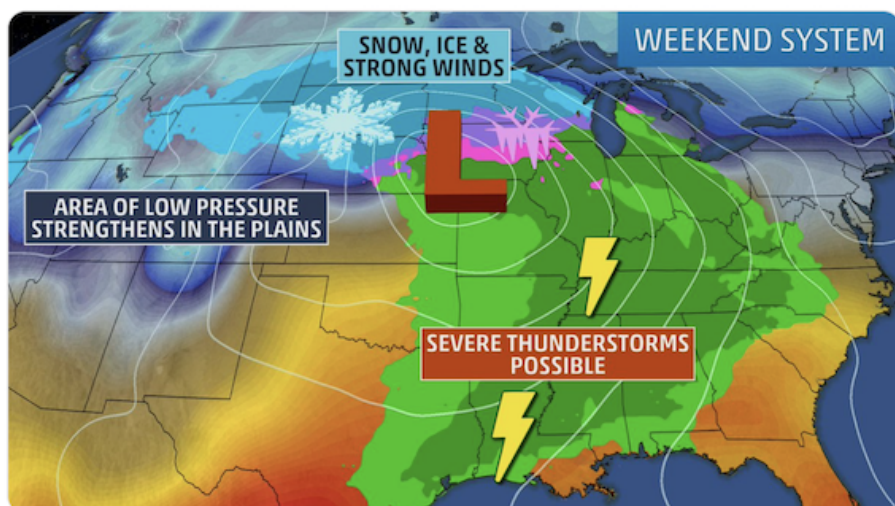 WEEKEND SYSTEM
SNOW, ICE &
STRONG WINDS
L
AREA OF LOW PRESSURE
STRENGTHENS IN THE PLAINS
SEVERE THUNDERSTORMS
POSSIBLE